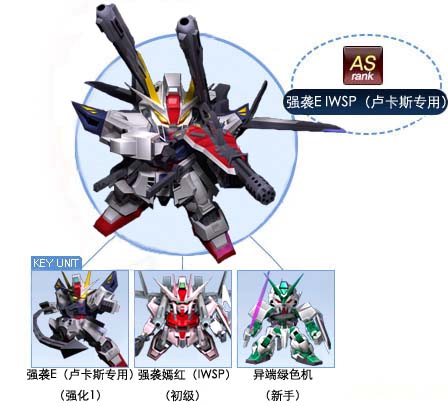 AS
rank
强袭E IWSP（卢卡斯专用）
KEY UNIT
强袭E（卢卡斯专用）
（强化1）
强袭嫣红（IWSP）
（初级）
异端绿色机
（新手）